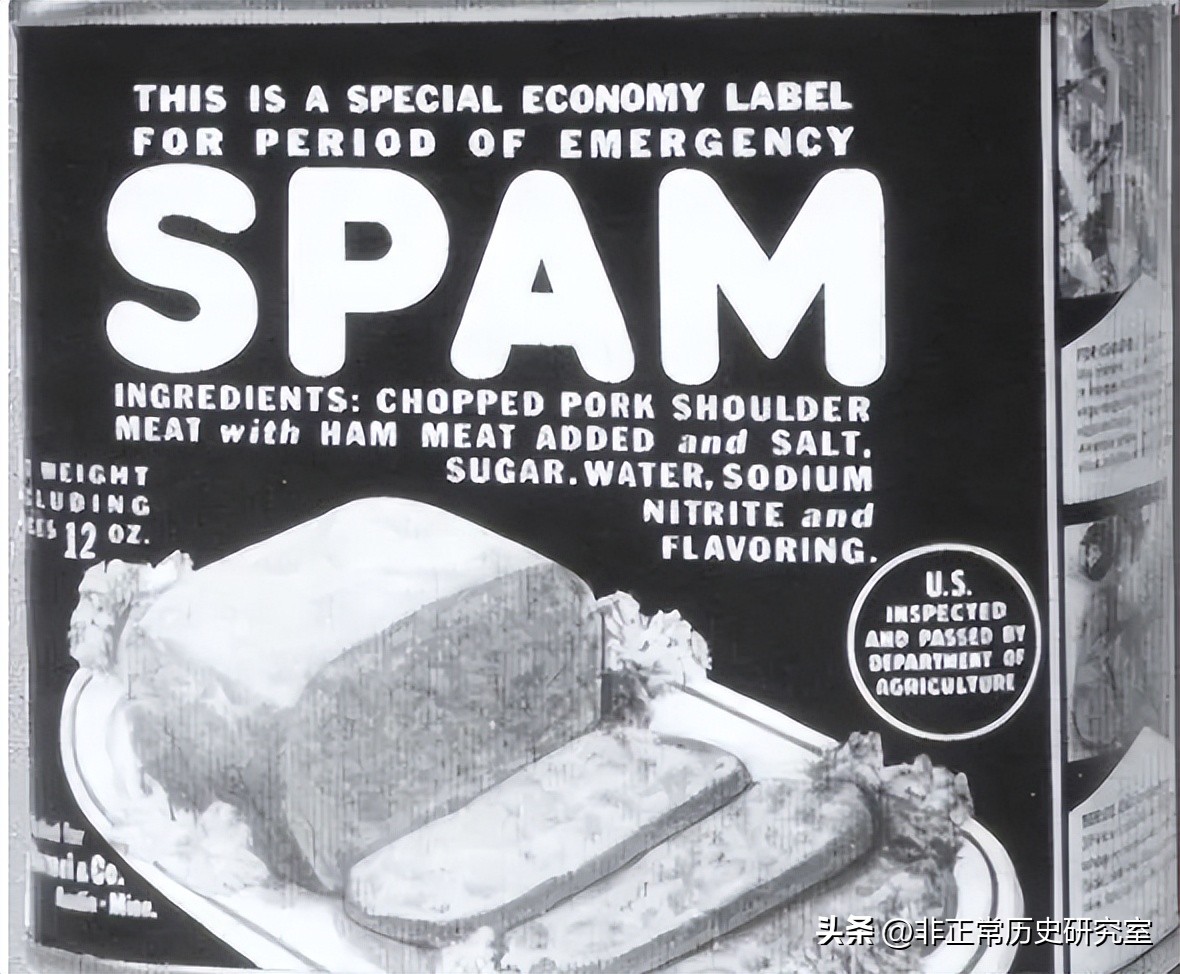 THIS IS A SPECIAL ECONOMY LABEL
FOR PERIOD OF EMERGENCY
SPAM
INGREDIENTS: CHOPPED PORK SHOULDER
MEAT with HAM MEAT ADDED and SALT,
SUGAR, WATER, SODIUM
NITRITE and
FLAVORING.
WEIGHT
12 OZ.
U.S.
INSPECTED
AND PASSED BY
DEPARTMENT OF
AGRICULTURE
& Co.
头条 @非正常历史研究室